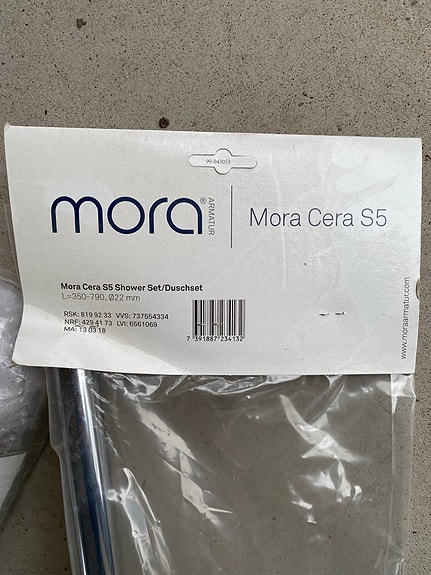 99-043053
mora®
ARMATUR
Mora Cera S5
Mora Cera S5 Shower Set/Duschset
L=350-790, Ø22 mm
RSK: 819 92 33 VVS: 737554334
NRF: 429 41 73 LVI: 6561069
MA: 13 03 18
7 391887 234132
www.moraarmatur.com